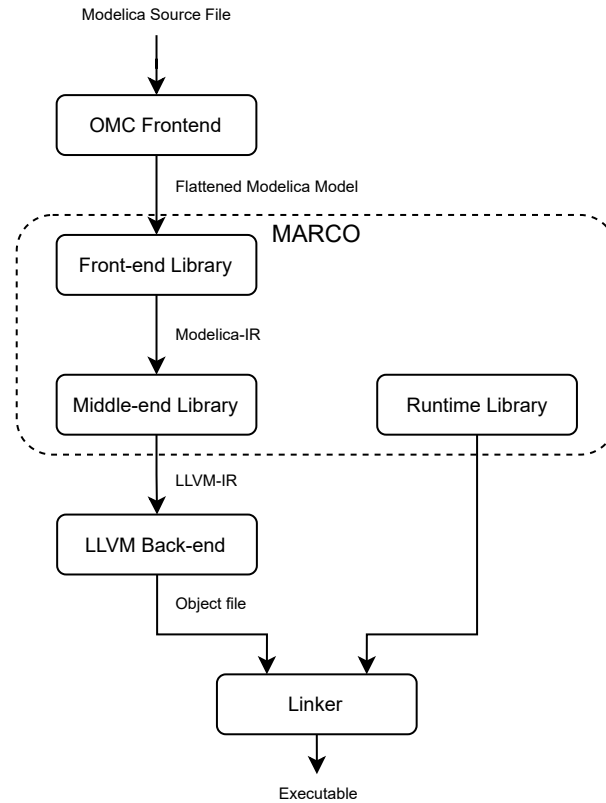 Modelica Source File
OMC Frontend
Flattened Modelica Model
MARCO
Front-end Library
Modelica-IR
Middle-end Library
Runtime Library
LLVM-IR
LLVM Back-end
Object file
Linker
Executable